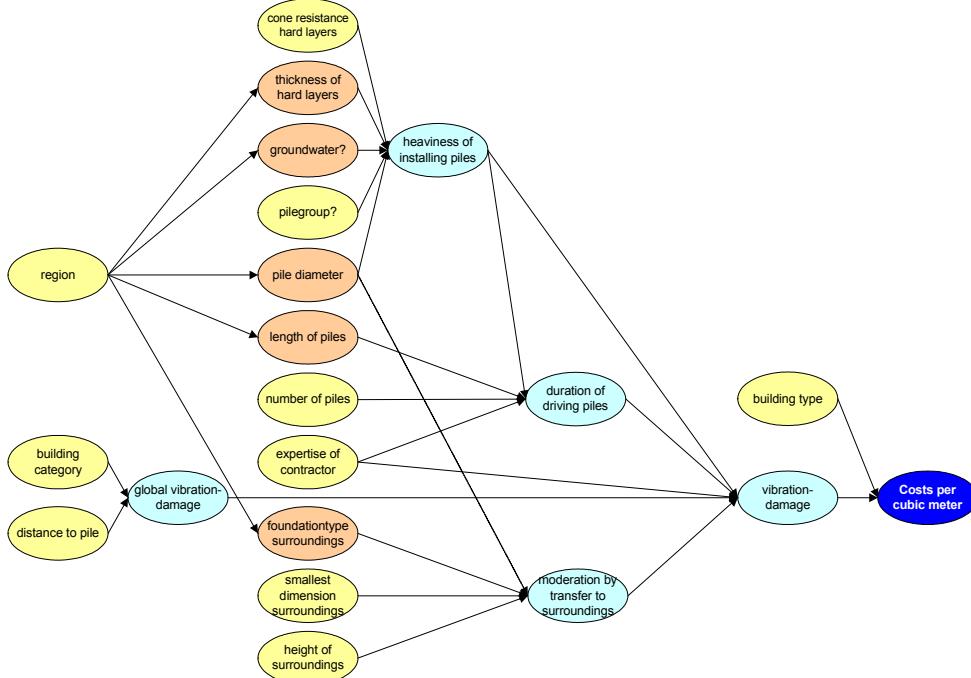 cone resistance
hard layers
thickness of
hard layers
groundwater?
heaviness of
installing piles
pilegroup?
region
pile diameter
length of piles
number of piles
duration of
driving piles
building type
building
category
expertise of
contractor
global vibration-
damage
vibration-
damage
Costs per
cubic meter
distance to pile
foundationtype
surroundings
smallest
dimension
surroundings
moderation by
transfer to
surroundings
height of
surroundings